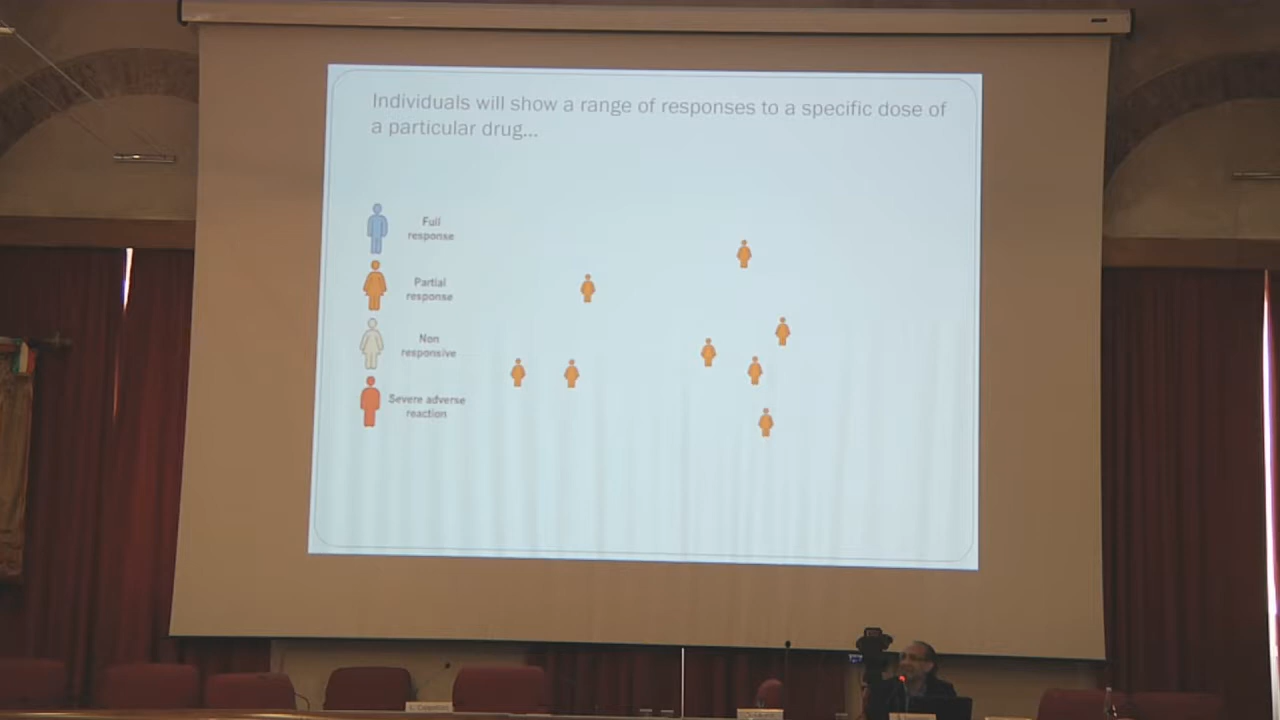 Individuals will show a range of responses to a specific dose of
a particular drug...
Full
response
Partial
response
Non
responsive
Severe adverse
reaction